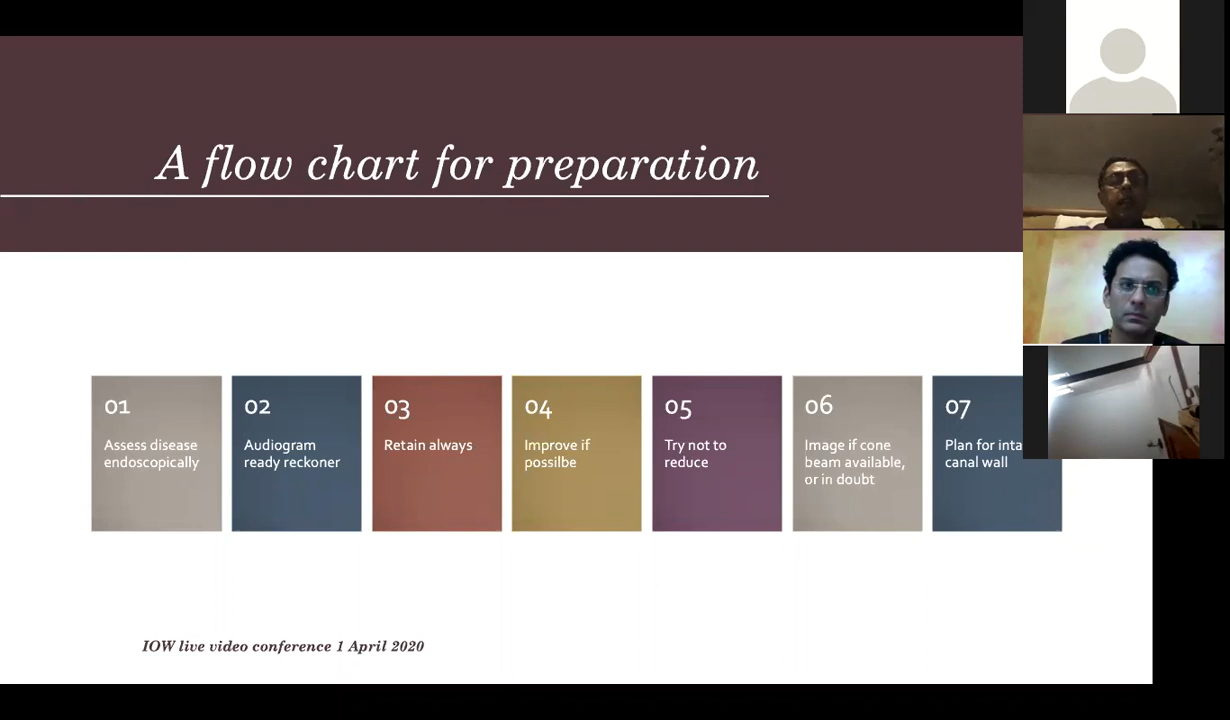 A flow chart for preparation
01
Assess disease
endoscopically
02
Audiogram
ready reckoner
03
Retain always
04
Improve if
possilbe
05
Try not to
reduce
06
Image if cone
beam available,
or in doubt
07
Plan for inta
canal wall
IOW live video conference 1 April 2020